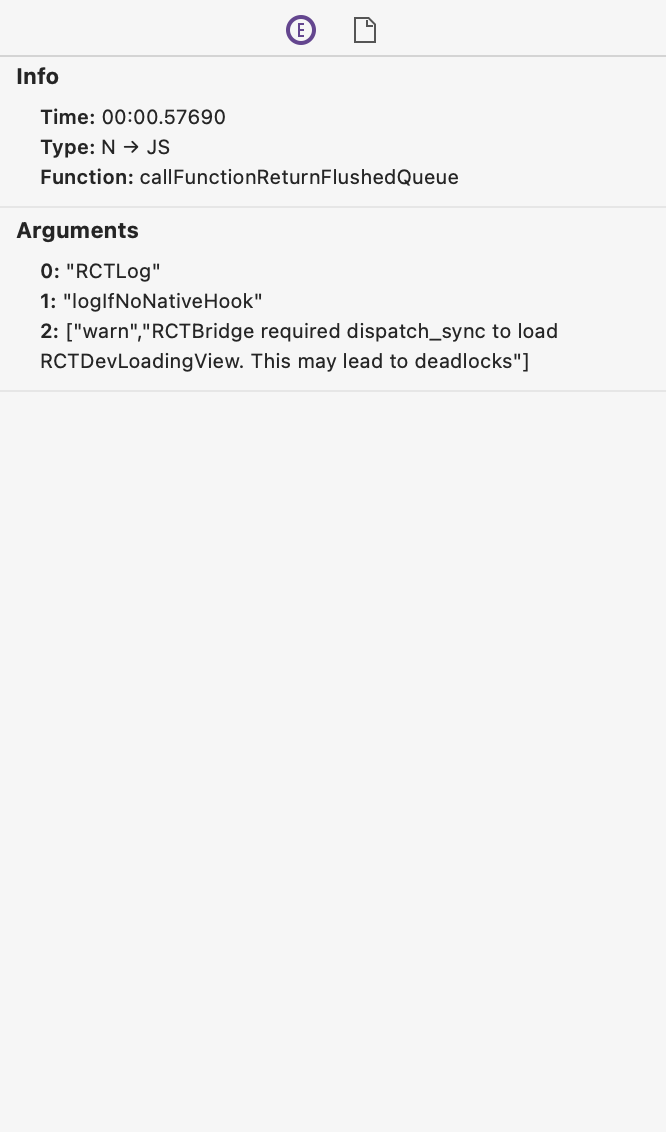 E
Info
Time: 00:00.57690
Type: N → JS
Function: callFunctionReturnFlushedQueue
Arguments
0: "RCTLog"
1: "logIfNoNativeHook"
2: ["warn","RCTBridge required dispatch_sync to load
RCTDevLoadingView. This may lead to deadlocks"]